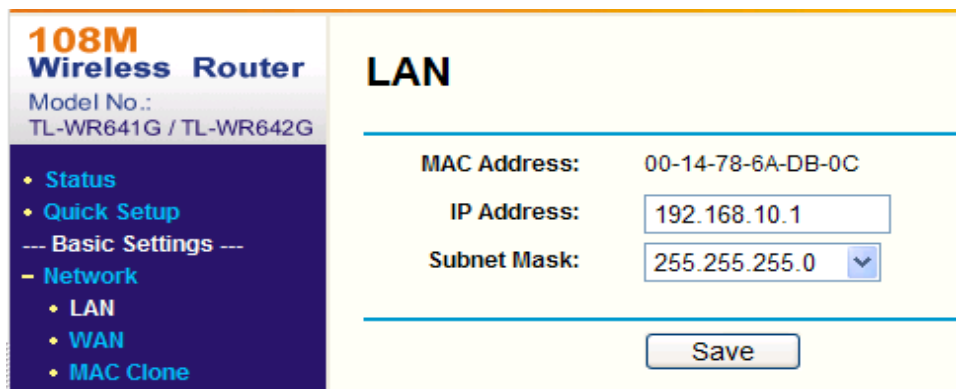 108M
Wireless Router
Model No.:
TL-WR641G / TL-WR642G
• Status
• Quick Setup
--- Basic Settings ---
– Network
• LAN
• WAN
• MAC Clone
LAN
MAC Address: 00-14-78-6A-DB-0C
IP Address: 192.168.10.1
Subnet Mask: 255.255.255.0
Save